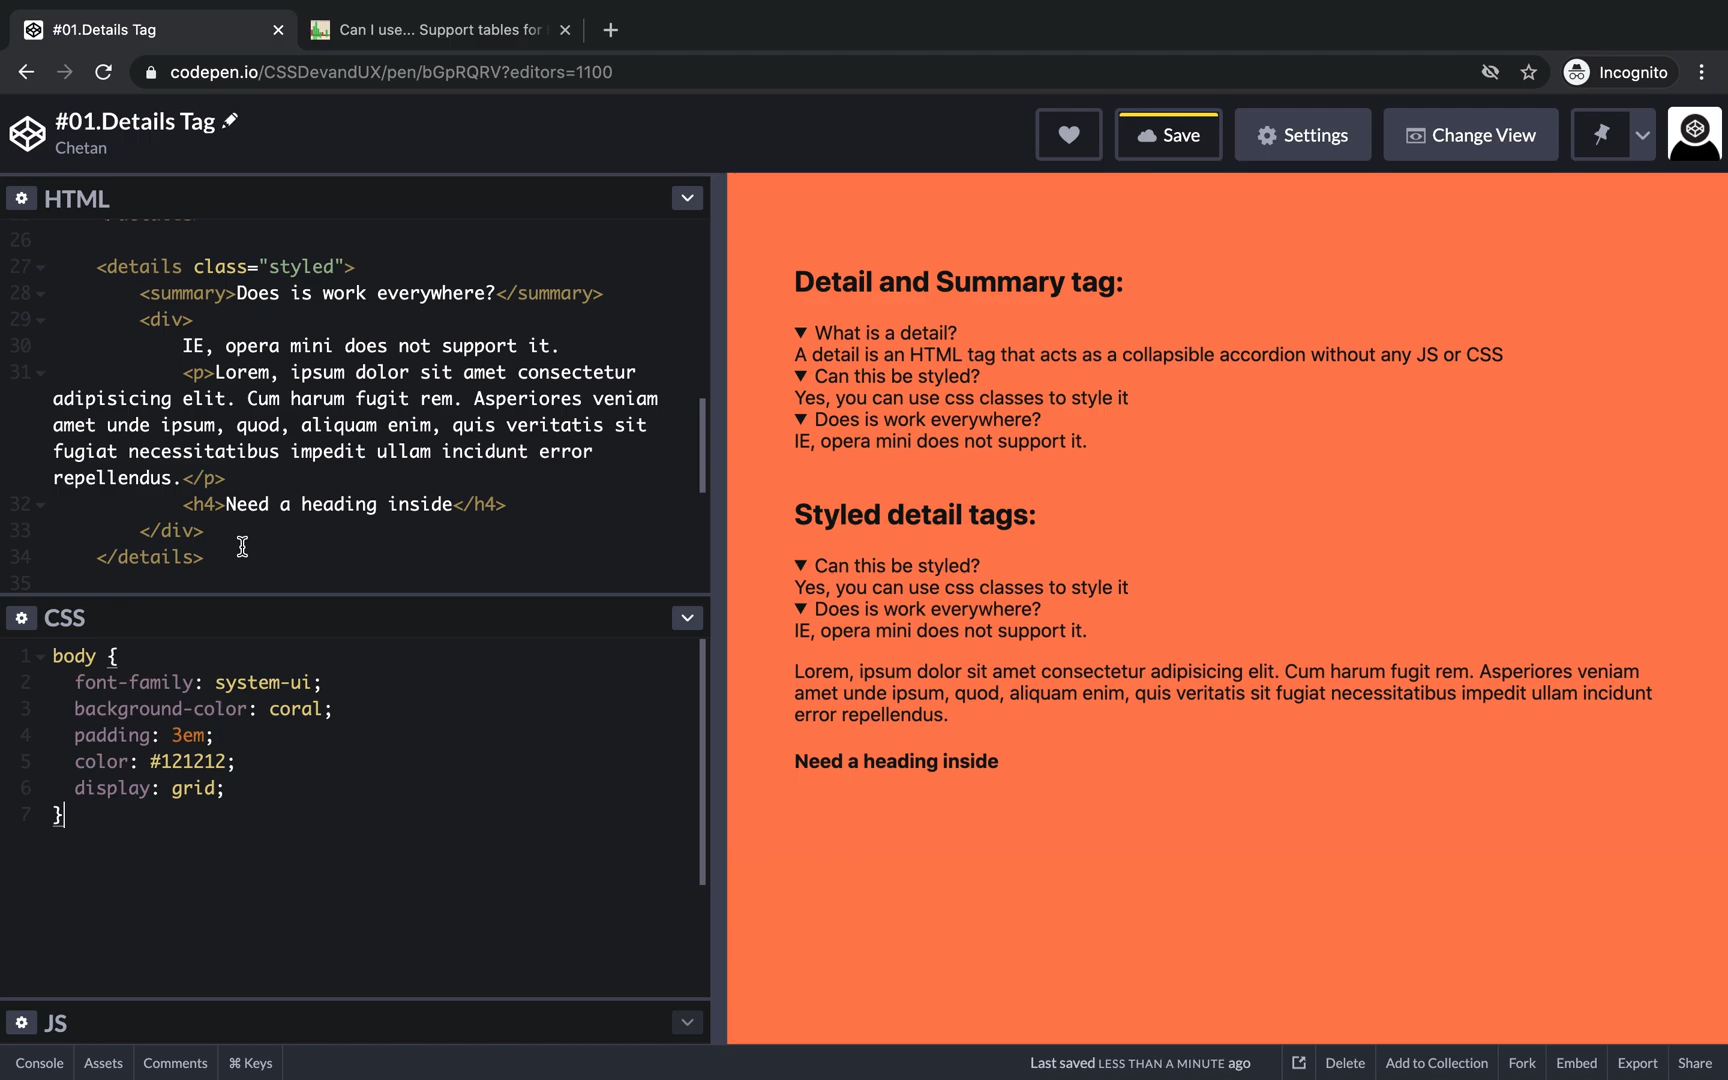 #01.Details Tag
Can I use... Support tables for
codepen.io/CSSDevandUX/pen/bGpRQRV?editors=1100
Incognito
#01.Details Tag
Chetan
Save
Settings
Change View
HTML
26
27 <details class="styled">
28 <summary>Does is work everywhere?</summary>
29 <div>
30 IE, opera mini does not support it.
31 <p>Lorem, ipsum dolor sit amet consectetur
adipisicing elit. Cum harum fugit rem. Asperiores veniam
amet unde ipsum, quod, aliquam enim, quis veritatis sit
fugiat necessitatibus impedit ullam incidunt error
repellendus.</p>
32 <h4>Need a heading inside</h4>
33 </div>
34 </details>
35
CSS
1 body {
2 font-family: system-ui;
3 background-color: coral;
4 padding: 3em;
5 color: #121212;
6 display: grid;
7 }
JS
Detail and Summary tag:
▼ What is a detail?
A detail is an HTML tag that acts as a collapsible accordion without any JS or CSS
▼ Can this be styled?
Yes, you can use css classes to style it
▼ Does is work everywhere?
IE, opera mini does not support it.
Styled detail tags:
▼ Can this be styled?
Yes, you can use css classes to style it
▼ Does is work everywhere?
IE, opera mini does not support it.
Lorem, ipsum dolor sit amet consectetur adipisicing elit. Cum harum fugit rem. Asperiores veniam
amet unde ipsum, quod, aliquam enim, quis veritatis sit fugiat necessitatibus impedit ullam incidunt
error repellendus.
Need a heading inside
Console
Assets
Comments
⌘ Keys
Last saved LESS THAN A MINUTE ago
Delete
Add to Collection
Fork
Embed
Export
Share